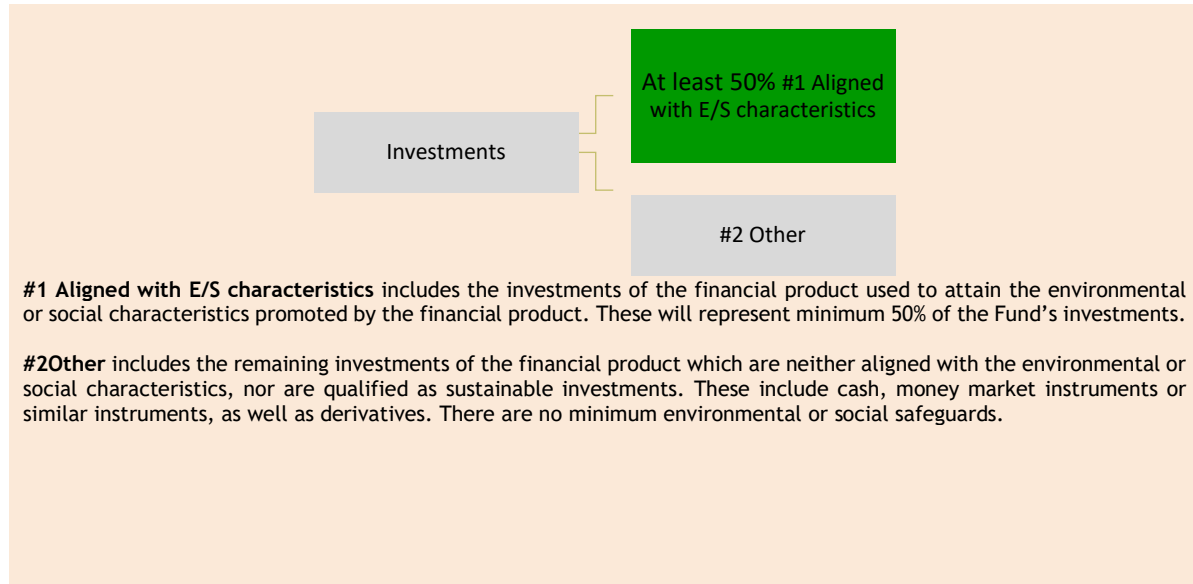 At least 50% #1 Aligned
with E/S characteristics
Investments
#2 Other
#1 Aligned with E/S characteristics includes the investments of the financial product used to attain the environmental
or social characteristics promoted by the financial product. These will represent minimum 50% of the Fund’s investments.
#2Other includes the remaining investments of the financial product which are neither aligned with the environmental or
social characteristics, nor are qualified as sustainable investments. These include cash, money market instruments or
similar instruments, as well as derivatives. There are no minimum environmental or social safeguards.